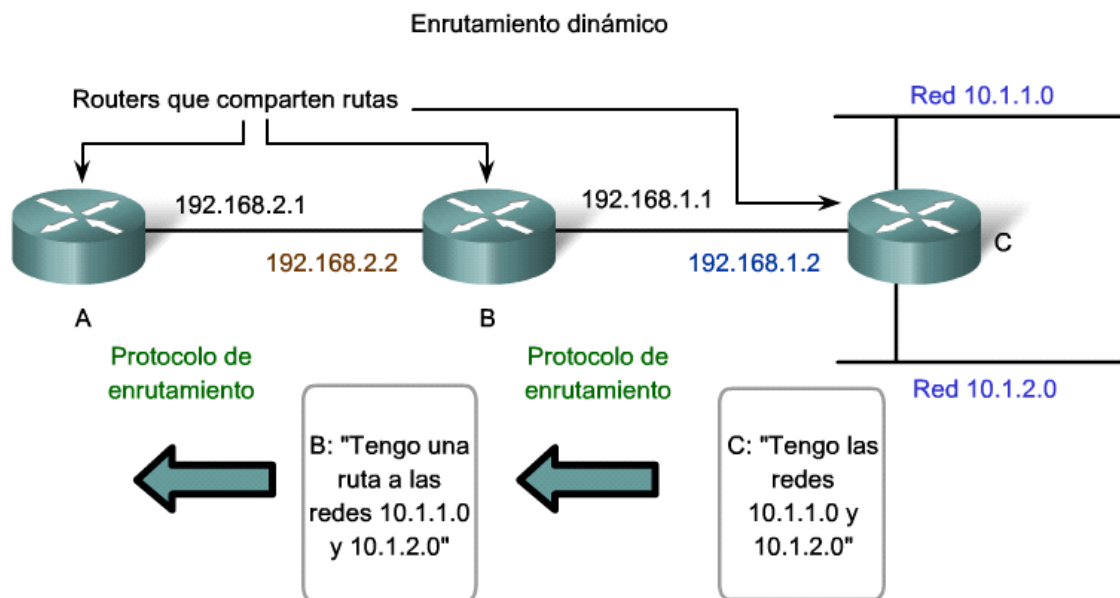 Enrutamiento dinámico
Routers que comparten rutas
Red 10.1.1.0
192.168.2.1
192.168.1.1
192.168.2.2
192.168.1.2
C
A
B
Red 10.1.2.0
Protocolo de
enrutamiento
Protocolo de
enrutamiento
B: "Tengo una
ruta a las
redes 10.1.1.0
y 10.1.2.0"
C: "Tengo las
redes
10.1.1.0 y
10.1.2.0"